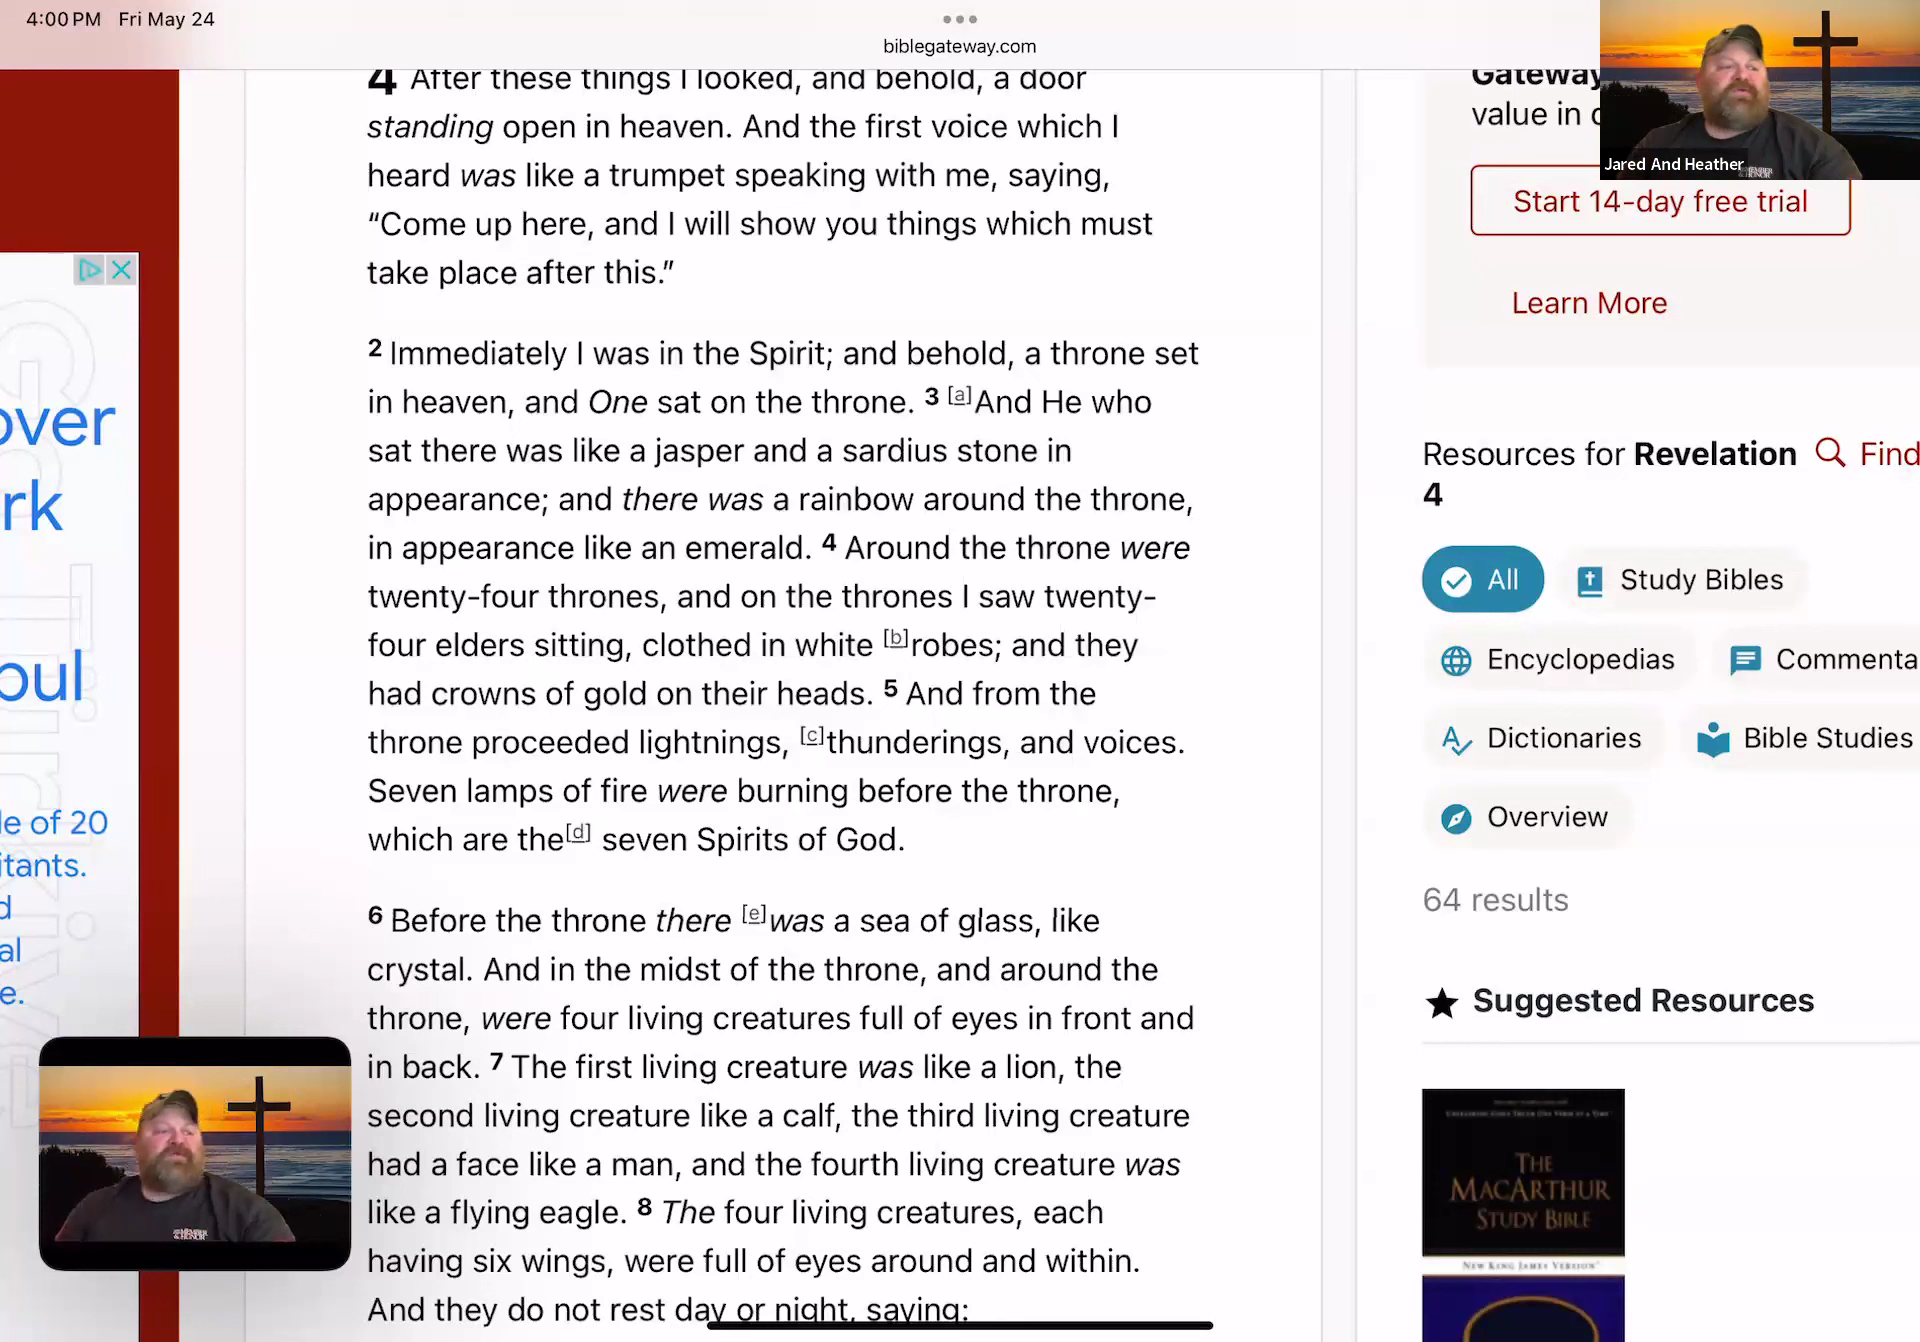 4:00 PM Fri May 24
biblegateway.com
4 After these things I looked, and behold, a door
standing open in heaven. And the first voice which I
heard was like a trumpet speaking with me, saying,
“Come up here, and I will show you things which must
take place after this.”
2 Immediately I was in the Spirit; and behold, a throne set
in heaven, and One sat on the throne. 3 [a]And He who
sat there was like a jasper and a sardius stone in
appearance; and there was a rainbow around the throne,
in appearance like an emerald. 4 Around the throne were
twenty-four thrones, and on the thrones I saw twenty-
four elders sitting, clothed in white [b]robes; and they
had crowns of gold on their heads. 5 And from the
throne proceeded lightnings, [c]thunderings, and voices.
Seven lamps of fire were burning before the throne,
which are the[d] seven Spirits of God.
6 Before the throne there [e]was a sea of glass, like
crystal. And in the midst of the throne, and around the
throne, were four living creatures full of eyes in front and
in back. 7 The first living creature was like a lion, the
second living creature like a calf, the third living creature
had a face like a man, and the fourth living creature was
like a flying eagle. 8 The four living creatures, each
having six wings, were full of eyes around and within.
And they do not rest day or night, saying:
over
rk
oul
le of 20
itants.
d
al
e.
Gateway
value in
Jared And Heather
Start 14-day free trial
Learn More
Resources for Revelation
4
Find
All
Study Bibles
Encyclopedias
Commenta
Dictionaries
Bible Studies
Overview
64 results
Suggested Resources
THE
MACARTHUR
STUDY BIBLE
NEW KING JAMES VERSION